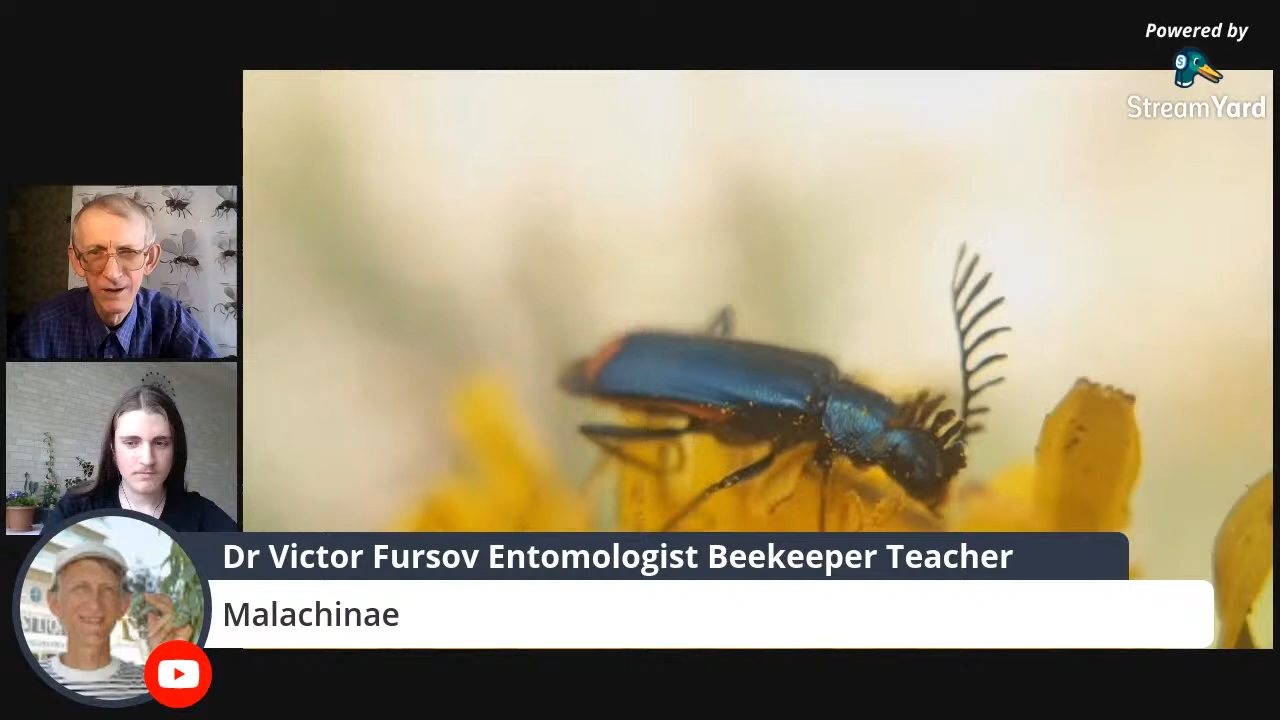 Powered by
StreamYard
Dr Victor Fursov Entomologist Beekeeper Teacher
Malachinae